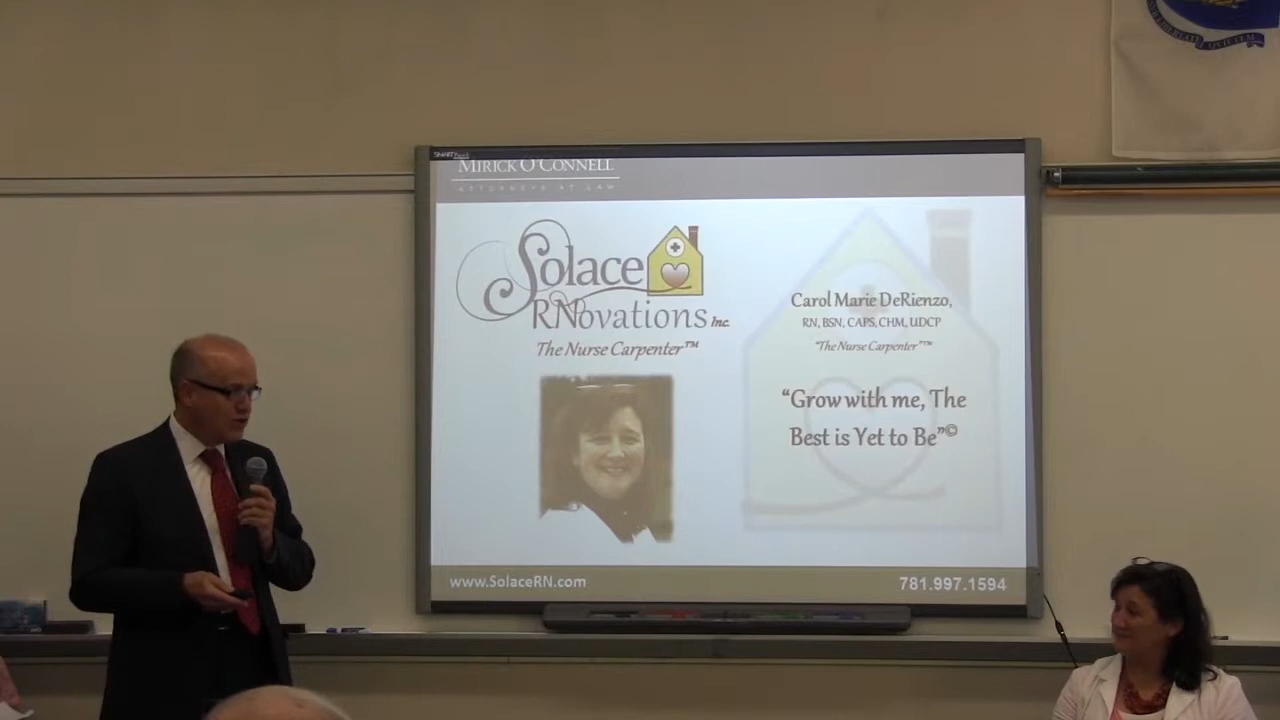 SMART
MIRICK O'CONNELL
ATTORNEYS AT LAW
Solace
RNovations Inc.
The Nurse Carpenter™
Carol Marie DeRienzo,
RN, BSN, CAPS, CHM, UDCP
"The Nurse Carpenter"™
“Grow with me, The
Best is Yet to Be”©
www.SolaceRN.com
781.997.1594